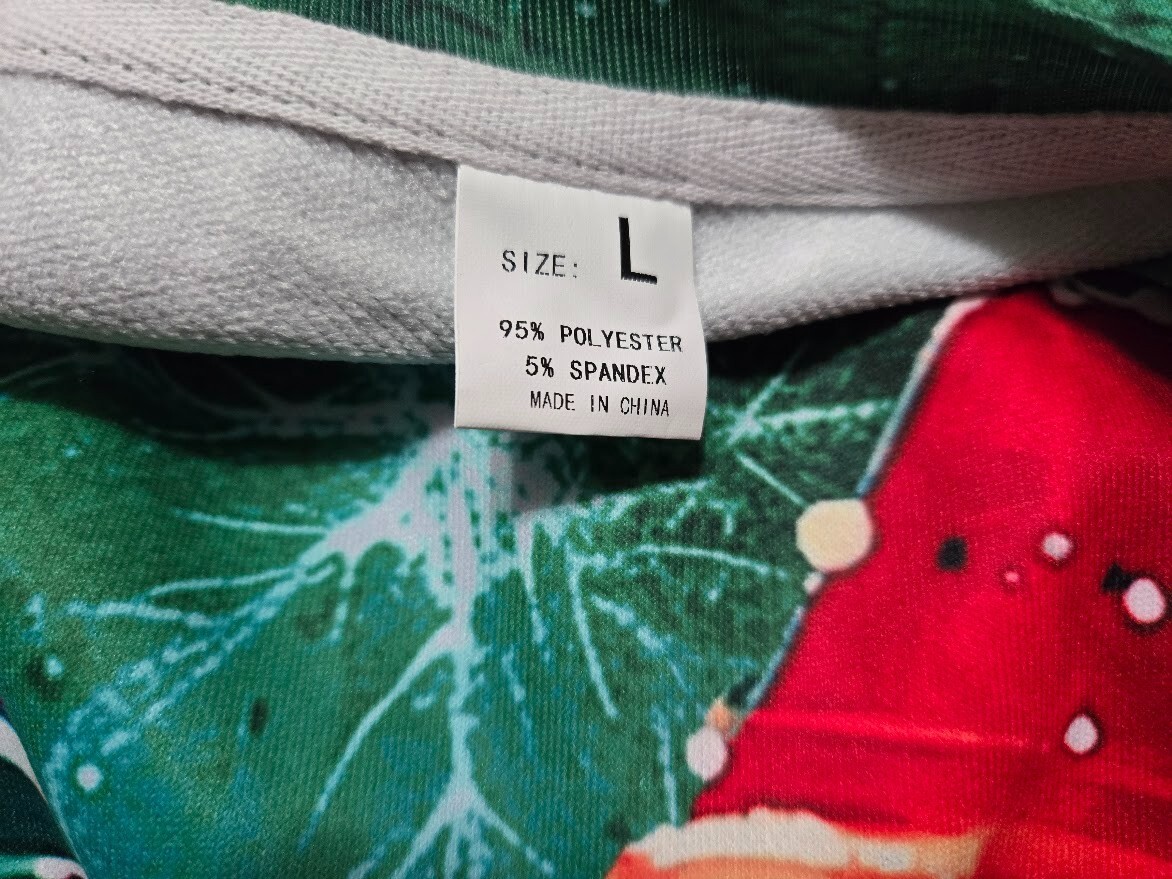 SIZE: L
95% POLYESTER
5% SPANDEX
MADE IN CHINA